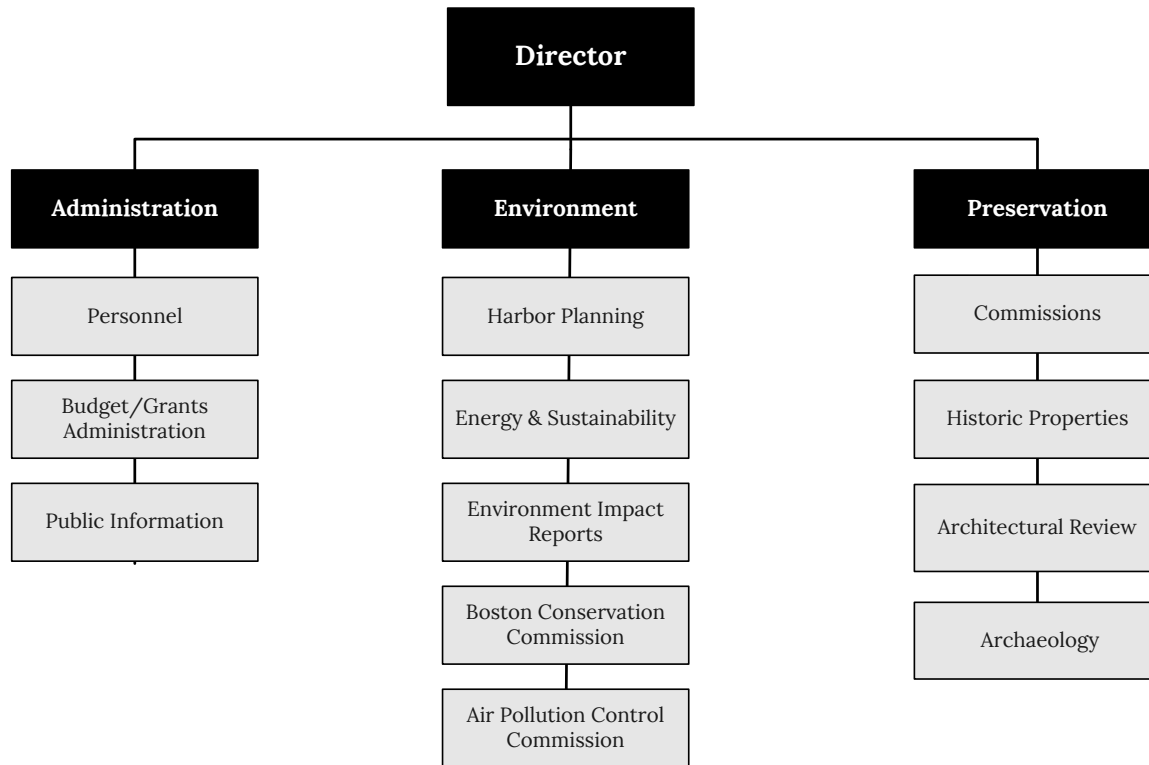 Director
Administration
Personnel
Budget/Grants
Administration
Public Information
Environment
Harbor Planning
Energy & Sustainability
Environment Impact
Reports
Boston Conservation
Commission
Air Pollution Control
Commission
Preservation
Commissions
Historic Properties
Architectural Review
Archaeology